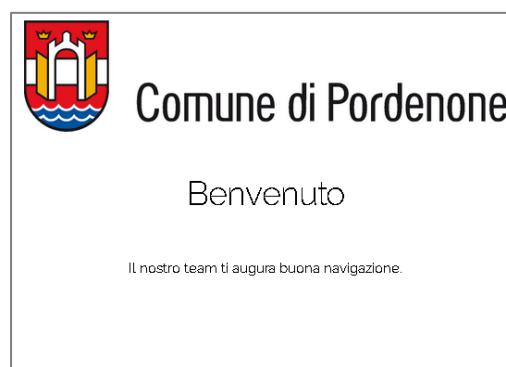 Comune di Pordenone
Benvenuto
Il nostro team ti augura buona navigazione.